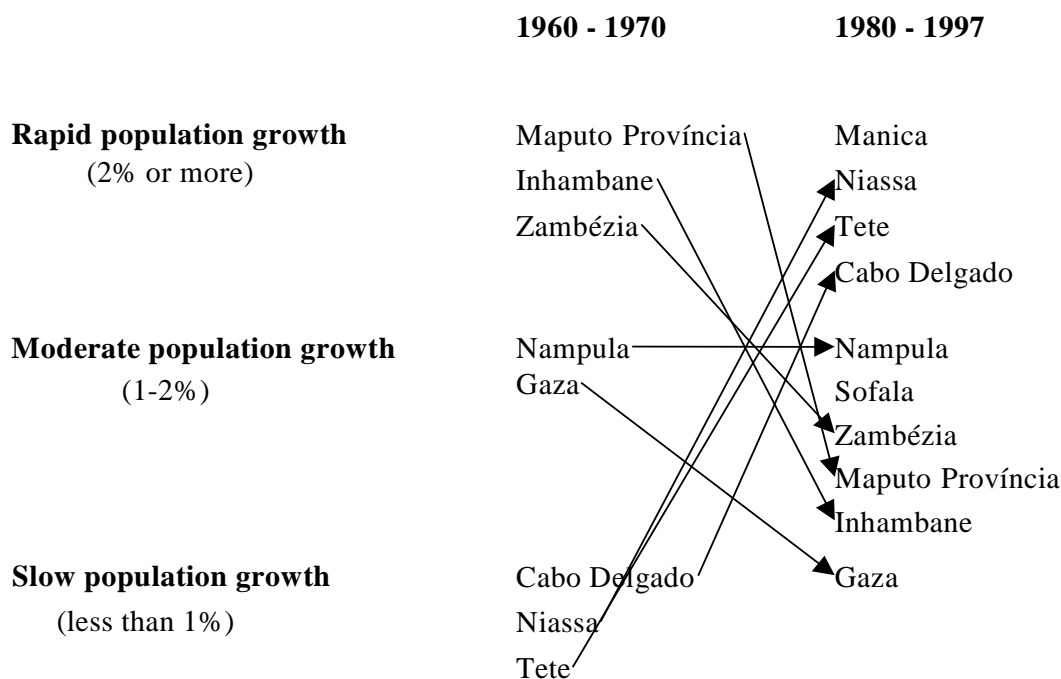 1960 - 1970 1980 - 1997
Rapid population growth Maputo Província Manica
(2% or more) Inhambane Niassa
Zambézia Tete
Cabo Delgado
Moderate population growth Nampula Nampula
(1-2%) Gaza Sofala
Zambézia
Maputo Província
Inhambane
Slow population growth Cabo Delgado Gaza
(less than 1%) Niassa
Tete